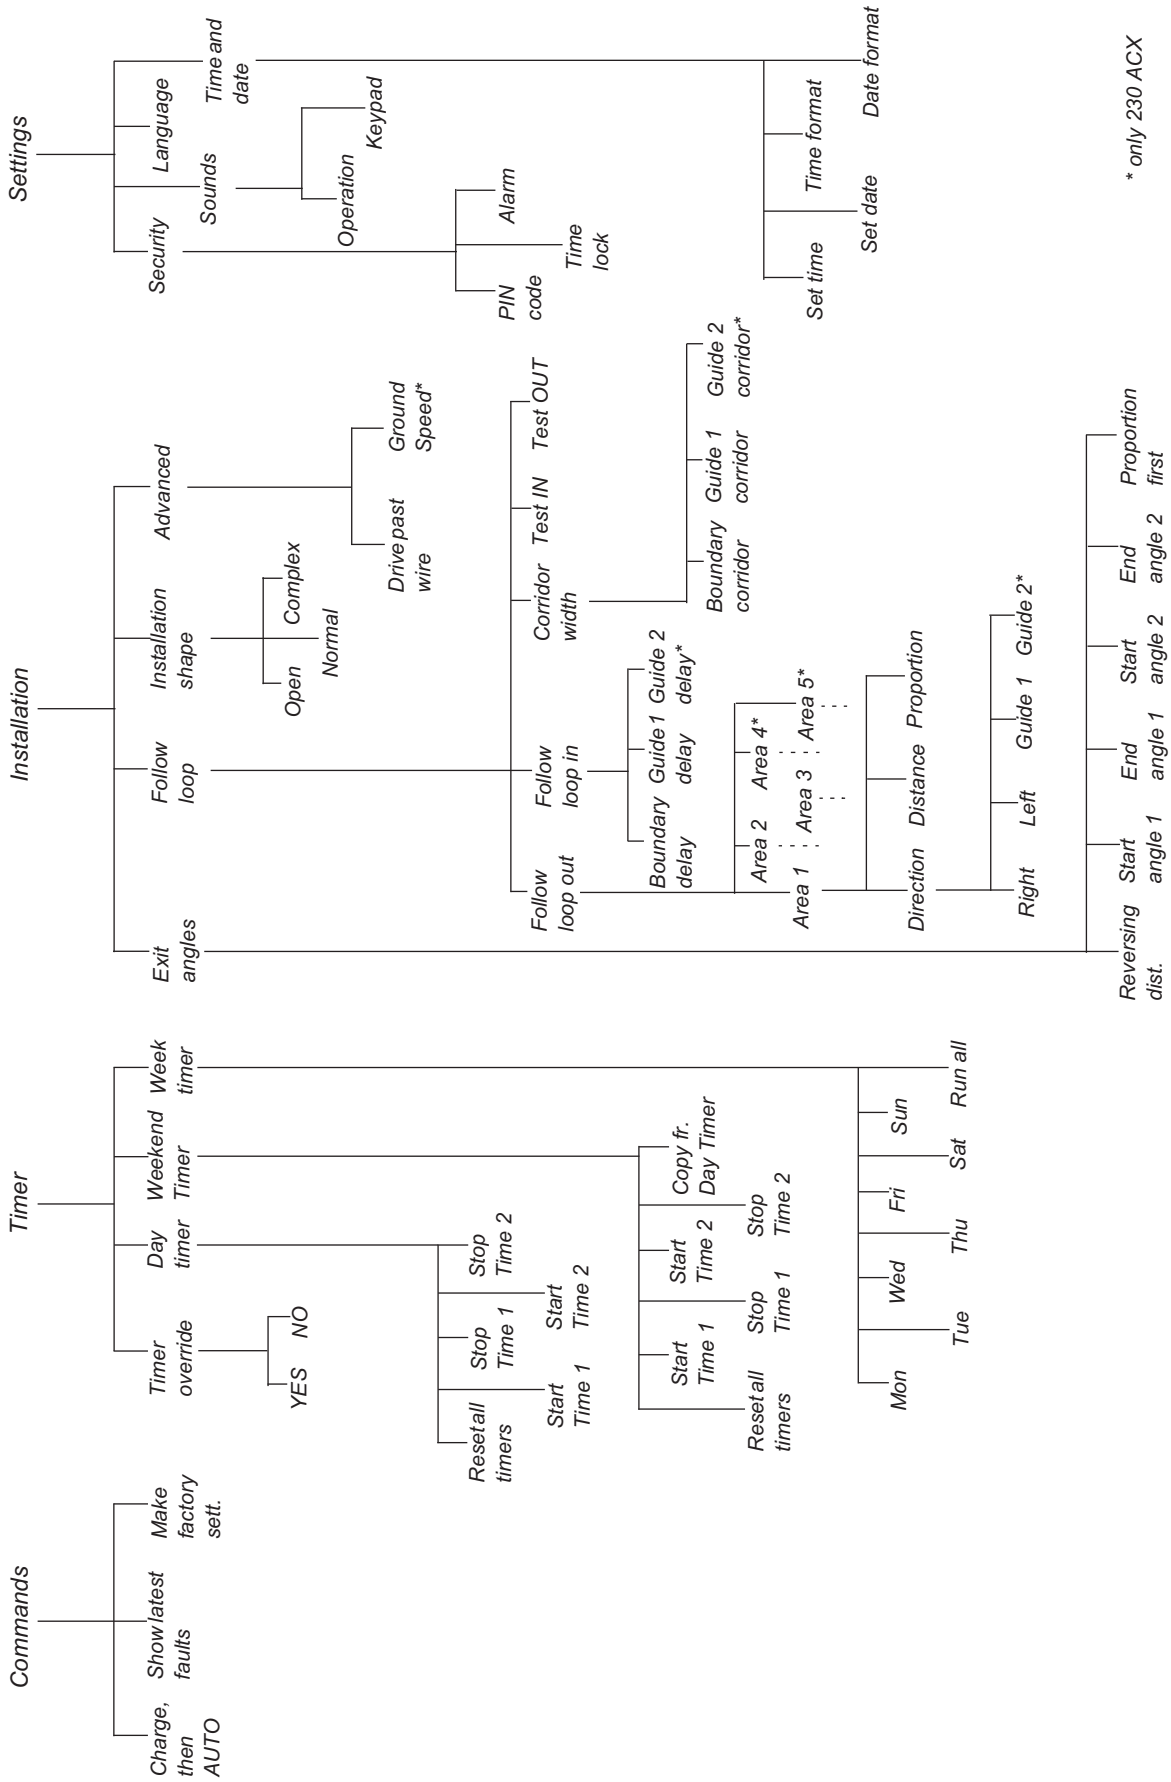 Commands
Charge,
then
AUTO
Show latest
faults
Make
factory
sett.
Timer
Timer
override
YES
NO
Day
timer
Reset all
timers
Start
Time 1
Stop
Time 1
Start
Time 2
Stop
Time 2
Weekend
Timer
Reset all
timers
Start
Time 1
Stop
Time 1
Start
Time 2
Stop
Time 2
Copy fr.
Day Timer
Week
timer
Mon
Tue
Wed
Thu
Fri
Sat
Sun
Run all
Installation
Exit
angles
Reversing
dist.
Start
angle 1
End
angle 1
Start
angle 2
End
angle 2
Proportion
first
Follow
loop
Follow
loop out
Area 1
Area 2
Area 3
Area 4*
Area 5*
Direction
Distance
Proportion
Right
Left
Guide 1
Guide 2*
Follow
loop in
Boundary
delay
Guide 1
delay
Guide 2
delay*
Corridor
width
Boundary
corridor
Guide 1
corridor
Guide 2
corridor*
Test IN
Test OUT
Installation
shape
Open
Normal
Complex
Advanced
Drive past
wire
Ground
Speed*
Settings
Security
PIN
code
Time
lock
Alarm
Sounds
Operation
Keypad
Language
Time and
date
Set time
Set date
Time format
Date format
* only 230 ACX